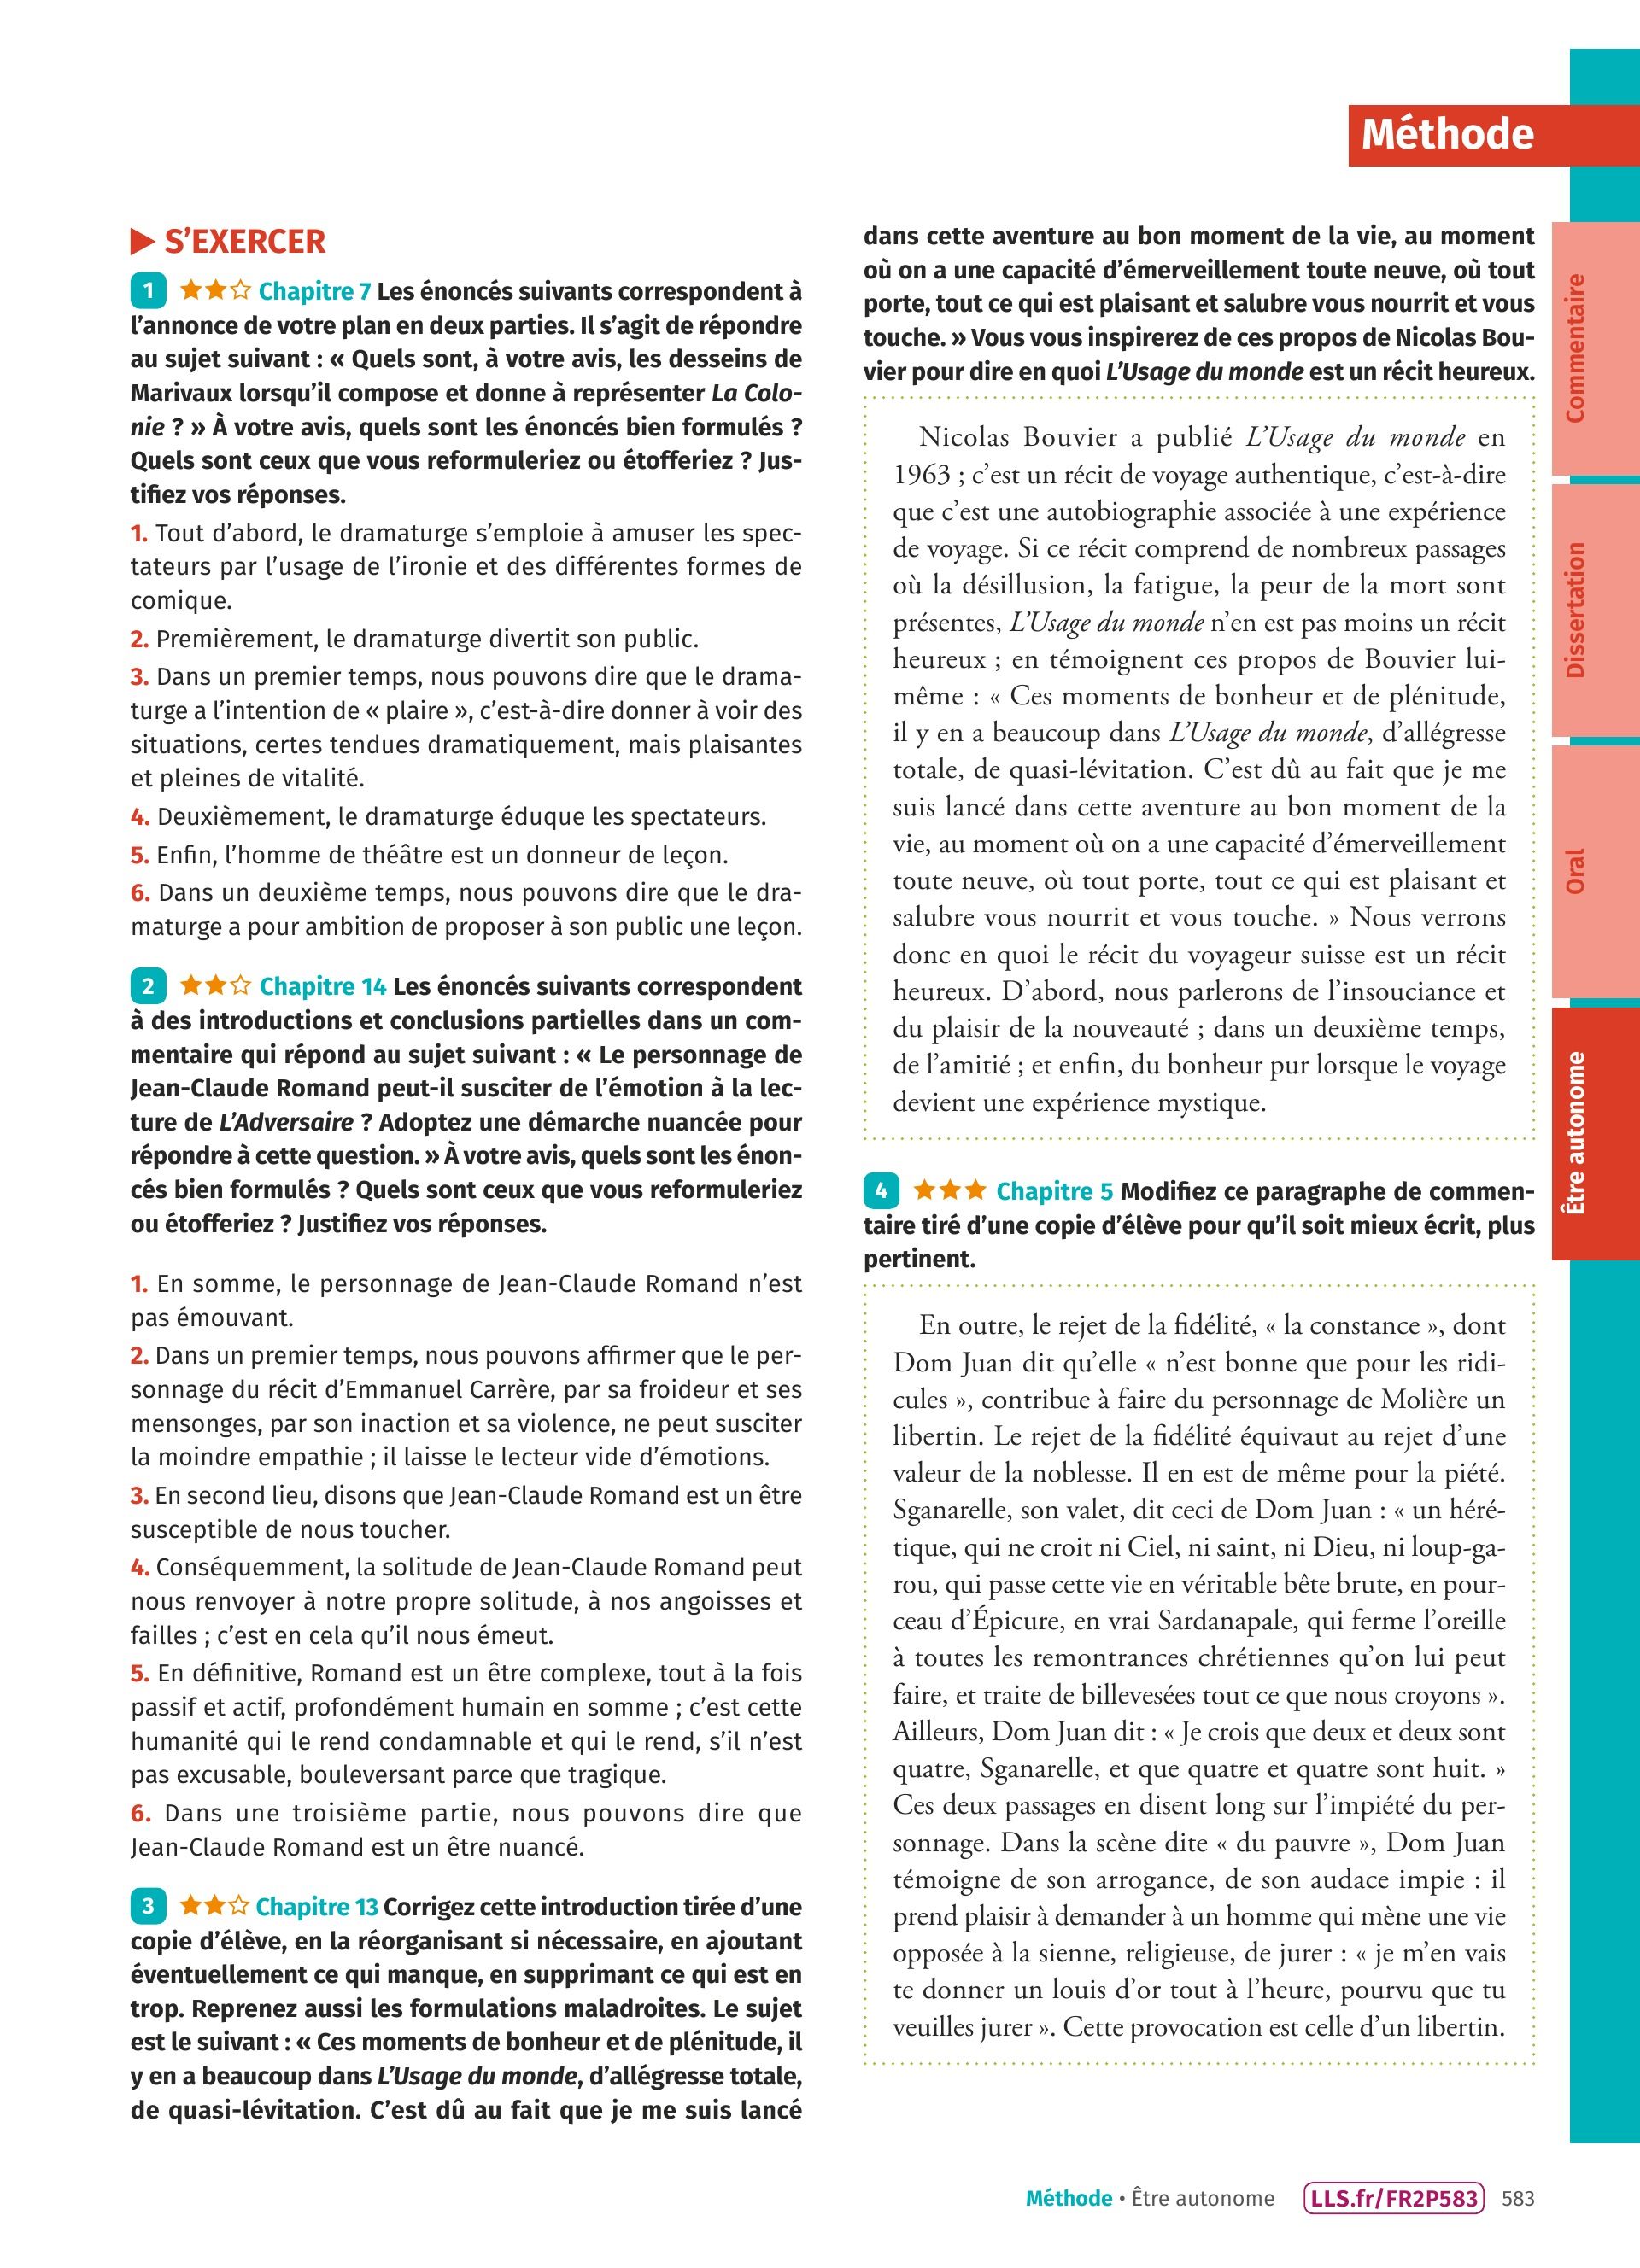 Méthode
S'EXERCER
1 Chapitre 7 Les énoncés suivants correspondent à
l'annonce de votre plan en deux parties. Il s'agit de répondre
au sujet suivant : « Quels sont, à votre avis, les desseins de
Marivaux lorsqu'il compose et donne à représenter La Colo-
nie ? » À votre avis, quels sont les énoncés bien formulés ?
Quels sont ceux que vous reformuleriez ou étofferiez ? Jus-
tifiez vos réponses.
1. Tout d'abord, le dramaturge s'emploie à amuser les spec-
tateurs par l'usage de l'ironie et des différentes formes de
comique.
2. Premièrement, le dramaturge divertit son public.
3. Dans un premier temps, nous pouvons dire que le drama-
turge a l'intention de « plaire », c'est-à-dire donner à voir des
situations, certes tendues dramatiquement, mais plaisantes
et pleines de vitalité.
4. Deuxièmement, le dramaturge éduque les spectateurs.
5. Enfin, l'homme de théâtre est un donneur de leçon.
6. Dans un deuxième temps, nous pouvons dire que le dra-
maturge a pour ambition de proposer à son public une leçon.
2 Chapitre 14 Les énoncés suivants correspondent
à des introductions et conclusions partielles dans un com-
mentaire qui répond au sujet suivant : « Le personnage de
Jean-Claude Romand peut-il susciter de l'émotion à la lec-
ture de L'Adversaire ? Adoptez une démarche nuancée pour
répondre à cette question. » À votre avis, quels sont les énon-
cés bien formulés ? Quels sont ceux que vous reformuleriez
ou étofferiez ? Justifiez vos réponses.
1. En somme, le personnage de Jean-Claude Romand n'est
pas émouvant.
2. Dans un premier temps, nous pouvons affirmer que le per-
sonnage du récit d'Emmanuel Carrère, par sa froideur et ses
mensonges, par son inaction et sa violence, ne peut susciter
la moindre empathie ; il laisse le lecteur vide d'émotions.
3. En second lieu, disons que Jean-Claude Romand est un être
susceptible de nous toucher.
4. Conséquemment, la solitude de Jean-Claude Romand peut
nous renvoyer à notre propre solitude, à nos angoisses et
failles ; c'est en cela qu'il nous émeut.
5. En définitive, Romand est un être complexe, tout à la fois
passif et actif, profondément humain en somme ; c'est cette
humanité qui le rend condamnable et qui le rend, s'il n'est
pas excusable, bouleversant parce que tragique.
6. Dans une troisième partie, nous pouvons dire que
Jean-Claude Romand est un être nuancé.
3 Chapitre 13 Corrigez cette introduction tirée d'une
copie d'élève, en la réorganisant si nécessaire, en ajoutant
éventuellement ce qui manque, en supprimant ce qui est en
trop. Reprenez aussi les formulations maladroites. Le sujet
est le suivant : « Ces moments de bonheur et de plénitude, il
y en a beaucoup dans L'Usage du monde, d'allégresse totale,
de quasi-lévitation. C'est dû au fait que je me suis lancé
dans cette aventure au bon moment de la vie, au moment
où on a une capacité d'émerveillement toute neuve, où tout
porte, tout ce qui est plaisant et salubre vous nourrit et vous
touche. » Vous vous inspirerez de ces propos de Nicolas Bou-
vier pour dire en quoi L'Usage du monde est un récit heureux.
Nicolas Bouvier a publié L'Usage du monde en
1963 ; c'est un récit de voyage authentique, c'est-à-dire
que c'est une autobiographie associée à une expérience
de voyage. Si ce récit comprend de nombreux passages
où la désillusion, la fatigue, la peur de la mort sont
présentes, L'Usage du monde n'en est pas moins un récit
heureux ; en témoignent ces propos de Bouvier lui-
même : « Ces moments de bonheur et de plénitude,
il y en a beaucoup dans L'Usage du monde, d'allégresse
totale, de quasi-lévitation. C'est dû au fait que je me
suis lancé dans cette aventure au bon moment de la
vie, au moment où on a une capacité d'émerveillement
toute neuve, où tout porte, tout ce qui est plaisant et
salubre vous nourrit et vous touche. » Nous verrons
donc en quoi le récit du voyageur suisse est un récit
heureux. D'abord, nous parlerons de l'insouciance et
du plaisir de la nouveauté ; dans un deuxième temps,
de l'amitié ; et enfin, du bonheur pur lorsque le voyage
devient une expérience mystique.
4 Chapitre 5 Modifiez ce paragraphe de commen-
taire tiré d'une copie d'élève pour qu'il soit mieux écrit, plus
pertinent.
En outre, le rejet de la fidélité, « la constance », dont
Dom Juan dit qu'elle « n'est bonne que pour les ridi-
cules », contribue à faire du personnage de Molière un
libertin. Le rejet de la fidélité équivaut au rejet d'une
valeur de la noblesse. Il en est de même pour la piété.
Sganarelle, son valet, dit ceci de Dom Juan : « un héré-
tique, qui ne croit ni Ciel, ni saint, ni Dieu, ni loup-ga-
rou, qui passe cette vie en véritable bête brute, en pour-
ceau d'Épicure, en vrai Sardanapale, qui ferme l'oreille
à toutes les remontrances chrétiennes qu'on lui peut
faire, et traite de billevesées tout ce que nous croyons ».
Ailleurs, Dom Juan dit : « Je crois que deux et deux sont
quatre, Sganarelle, et que quatre et quatre sont huit. »
Ces deux passages en disent long sur l'impiété du per-
sonnage. Dans la scène dite « du pauvre », Dom Juan
témoigne de son arrogance, de son audace impie : il
prend plaisir à demander à un homme qui mène une vie
opposée à la sienne, religieuse, de jurer : « je m'en vais
te donner un louis d'or tout à l'heure, pourvu que tu
veuilles jurer ». Cette provocation est celle d'un libertin.
Commentaire
Dissertation
Oral
Être autonome
Méthode • Être autonome LLS.fr/FR2P583 583